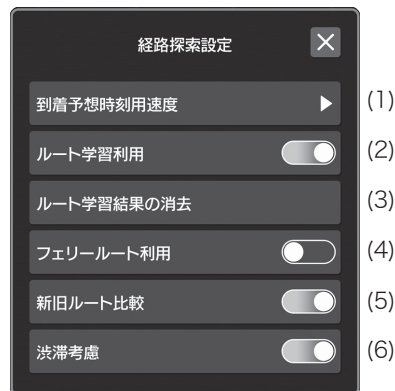 経路探索設定
到着予想時刻用速度 (1)
ルート学習利用 (2)
ルート学習結果の消去 (3)
フェリールート利用 (4)
新旧ルート比較 (5)
渋滞考慮 (6)